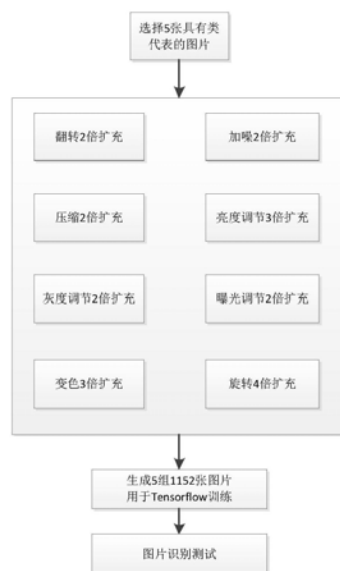 选择5张具有类
代表的图片
翻转2倍扩充
加噪2倍扩充
压缩2倍扩充
亮度调节3倍扩充
灰度调节2倍扩充
曝光调节2倍扩充
变色3倍扩充
旋转4倍扩充
生成5组1152张图片
用于Tensorflow训练
图片识别测试